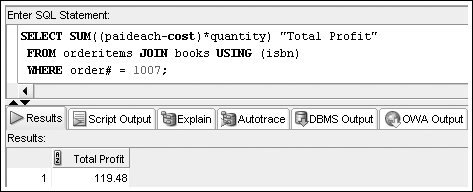 Enter SQL Statement:
SELECT SUM((paideach-cost)*quantity) "Total Profit"
FROM orderitems JOIN books USING (isbn)
WHERE order# = 1007;
Results Script Output Explain Autotrace DBMS Output OWA Output
Results:
Total Profit
1 119.48